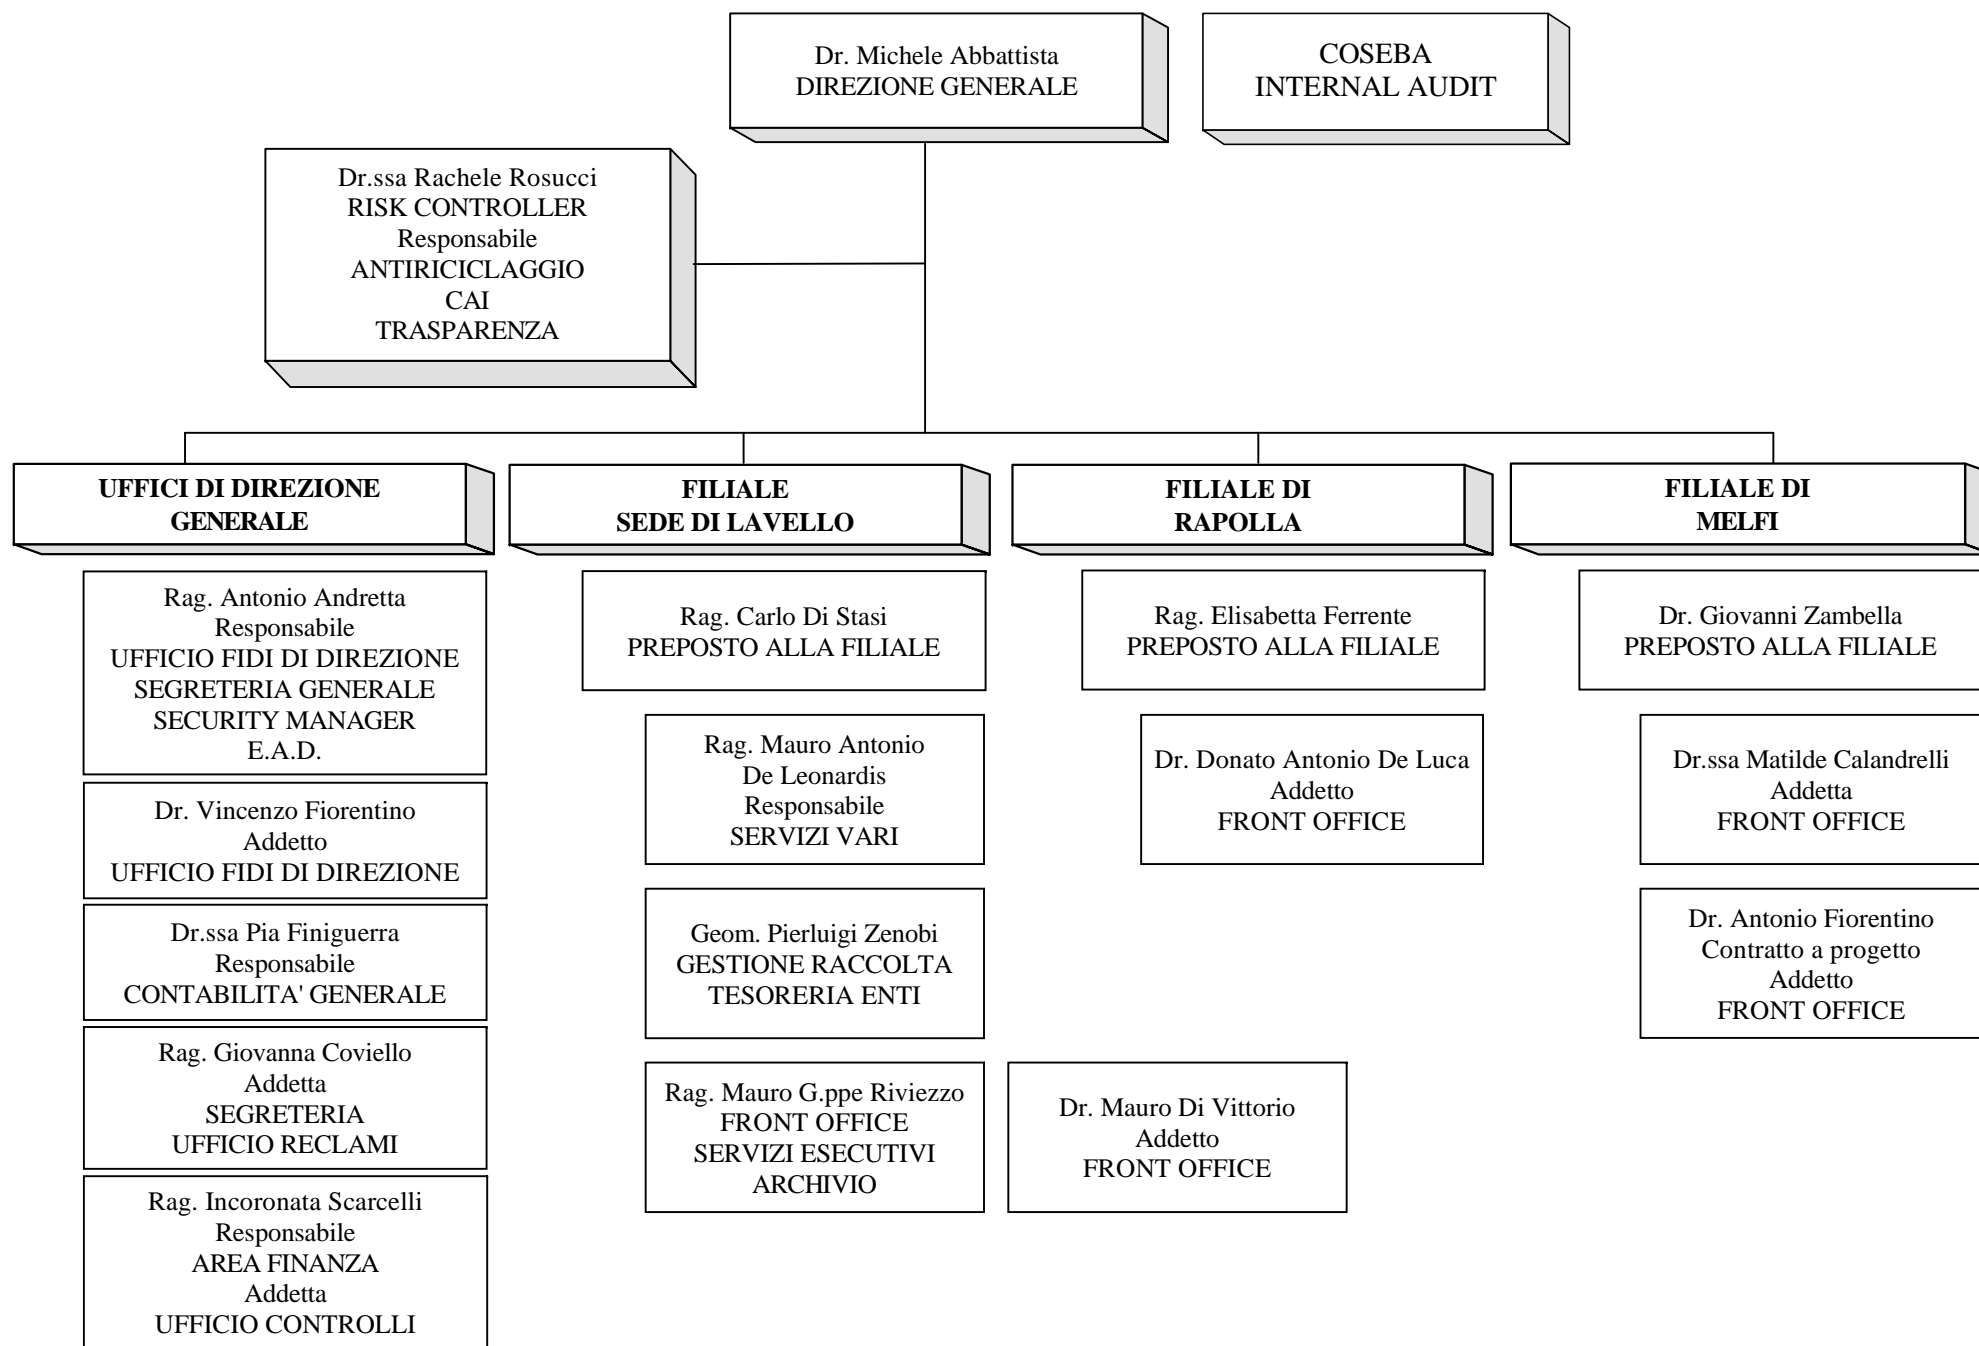 Dr. Michele Abbattista
DIREZIONE GENERALE
COSEBA
INTERNAL AUDIT
Dr.ssa Rachele Rosucci
RISK CONTROLLER
Responsabile
ANTIRICICLAGGIO
CAI
TRASPARENZA
UFFICI DI DIREZIONE
GENERALE
FILIALE
SEDE DI LAVELLO
FILIALE DI
RAPOLLA
FILIALE DI
MELFI
Rag. Antonio Andretta
Responsabile
UFFICIO FIDI DI DIREZIONE
SEGRETERIA GENERALE
SECURITY MANAGER
E.A.D.
Dr. Vincenzo Fiorentino
Addetto
UFFICIO FIDI DI DIREZIONE
Dr.ssa Pia Finiguerra
Responsabile
CONTABILITA' GENERALE
Rag. Giovanna Coviello
Addetta
SEGRETERIA
UFFICIO RECLAMI
Rag. Incoronata Scarcelli
Responsabile
AREA FINANZA
Addetta
UFFICIO CONTROLLI
Rag. Carlo Di Stasi
PREPOSTO ALLA FILIALE
Rag. Mauro Antonio
De Leonardis
Responsabile
SERVIZI VARI
Geom. Pierluigi Zenobi
GESTIONE RACCOLTA
TESORERIA ENTI
Rag. Mauro G.ppe Riviezzo
FRONT OFFICE
SERVIZI ESECUTIVI
ARCHIVIO
Dr. Mauro Di Vittorio
Addetto
FRONT OFFICE
Rag. Elisabetta Ferrente
PREPOSTO ALLA FILIALE
Dr. Donato Antonio De Luca
Addetto
FRONT OFFICE
Dr. Giovanni Zambella
PREPOSTO ALLA FILIALE
Dr.ssa Matilde Calandrelli
Addetta
FRONT OFFICE
Dr. Antonio Fiorentino
Contratto a progetto
Addetto
FRONT OFFICE